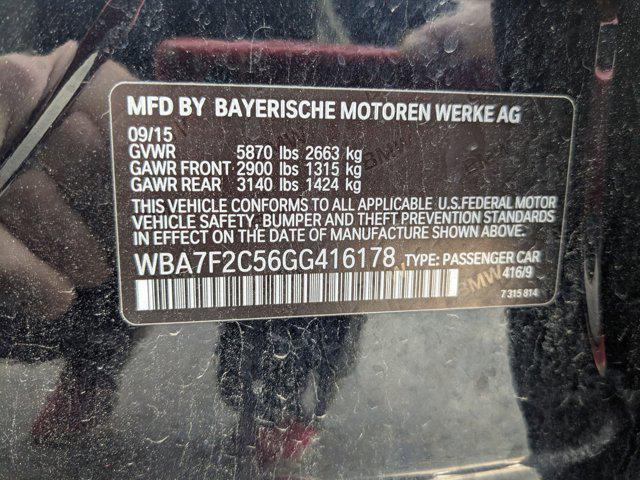 MFD BY BAYERISCHE MOTOREN WERKE AG
09/15
GVWR 5870 lbs 2663 kg
GAWR FRONT 2900 lbs 1315 kg
GAWR REAR 3140 lbs 1424 kg
THIS VEHICLE CONFORMS TO ALL APPLICABLE U.S.FEDERAL MOTOR
VEHICLE SAFETY, BUMPER AND THEFT PREVENTION STANDARDS
IN EFFECT ON THE DATE OF MANUFACTURE SHOWN ABOVE.
WBA7F2C56GG416178 TYPE: PASSENGER CAR
416/9
7 315 814